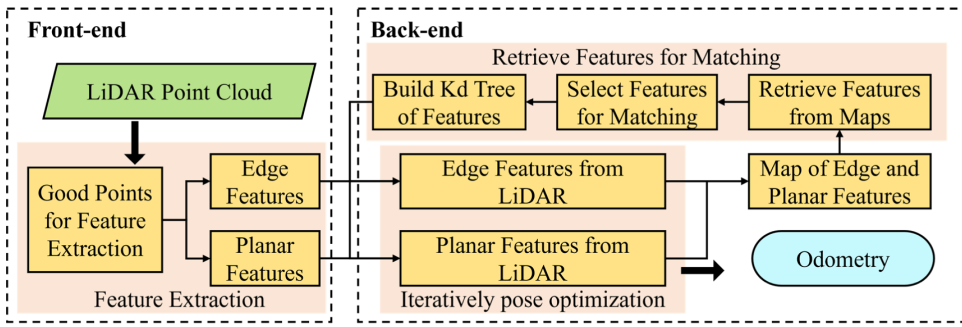 Front-end
LiDAR Point Cloud
Good Points
for Feature
Extraction
Edge
Features
Planar
Features
Feature Extraction
Back-end
Retrieve Features for Matching
Build Kd Tree
of Features
Select Features
for Matching
Retrieve Features
from Maps
Edge Features from
LiDAR
Planar Features from
LiDAR
Iteratively pose optimization
Map of Edge and
Planar Features
Odometry